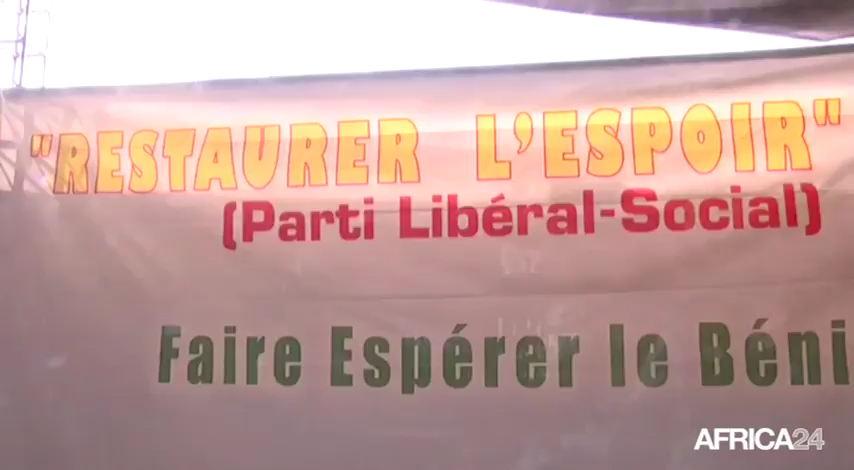 "RESTAURER L'ESPOIR"
(Parti Libéral-Social)
Faire Espérer le Béni
AFRICA24